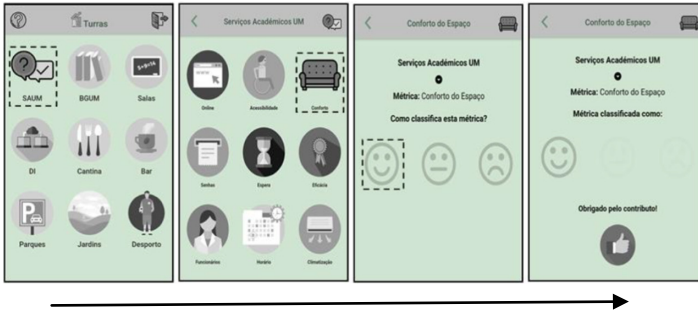 Turras
SAUM
BGUM
Salas
DI
Cantina
Bar
Parques
Jardins
Desporto
Serviços Académicos UM
Online
Acessibilidade
Conforto
Senhas
Espera
Eficácia
Funcionários
Horário
Climatização
Conforto do Espaço
Serviços Académicos UM
Métrica: Conforto do Espaço
Como classifica esta métrica?
Conforto do Espaço
Serviços Académicos UM
Métrica: Conforto do Espaço
Métrica classificada como:
Obrigado pelo contributo!